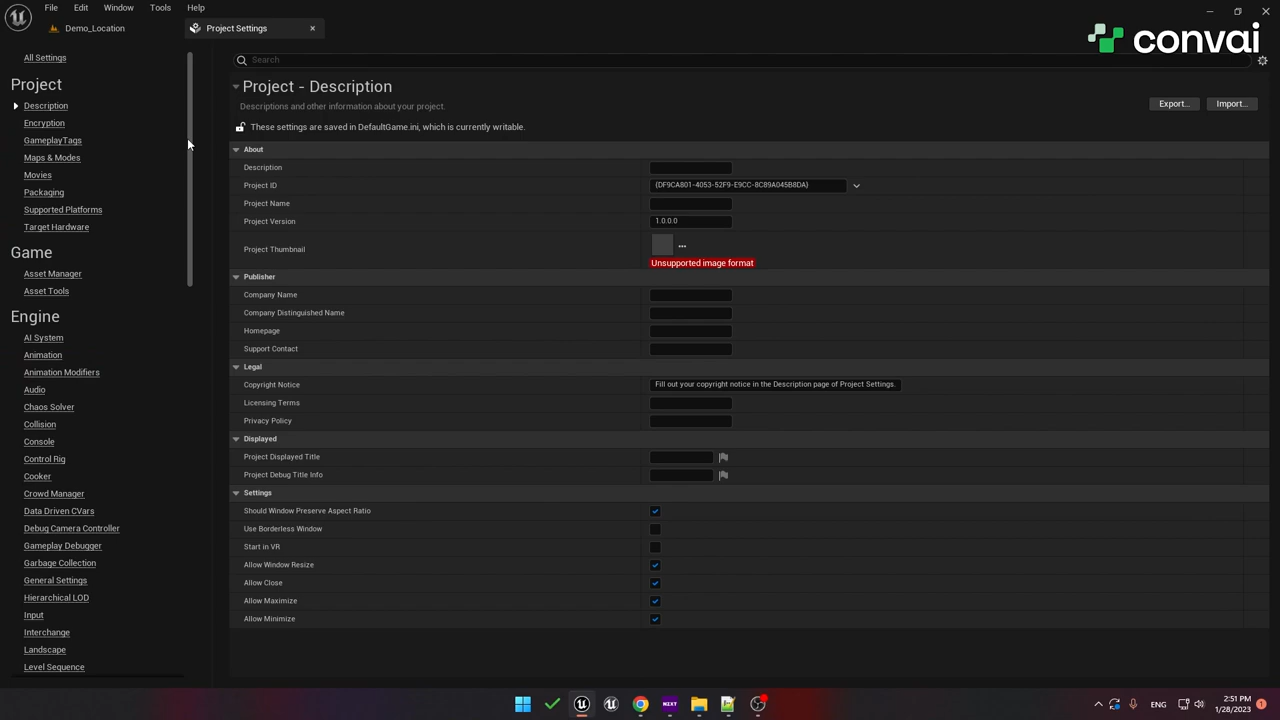 File Edit Window Tools Help
Demo_Location
Project Settings
convai
All Settings
Project
Description
Encryption
GameplayTags
Maps & Modes
Movies
Packaging
Supported Platforms
Target Hardware
Game
Asset Manager
Asset Tools
Engine
AI System
Animation
Animation Modifiers
Audio
Chaos Solver
Collision
Console
Control Rig
Cooker
Crowd Manager
Data Driven CVars
Debug Camera Controller
Gameplay Debugger
Garbage Collection
General Settings
Hierarchical LOD
Input
Interchange
Landscape
Level Sequence
Search
Project - Description
Descriptions and other information about your project.
Export... Import...
These settings are saved in DefaultGame.ini, which is currently writable.
About
Description
Project ID {DF9CA801-4053-52F9-E9CC-8C89A045B8DA}
Project Name
Project Version 1.0.0.0
Project Thumbnail
Unsupported image format
Publisher
Company Name
Company Distinguished Name
Homepage
Support Contact
Legal
Copyright Notice Fill out your copyright notice in the Description page of Project Settings.
Licensing Terms
Privacy Policy
Displayed
Project Displayed Title
Project Debug Title Info
Settings
Should Window Preserve Aspect Ratio
Use Borderless Window
Start in VR
Allow Window Resize
Allow Close
Allow Maximize
Allow Minimize
NEXT
ENG
2:51 PM
1/28/2023